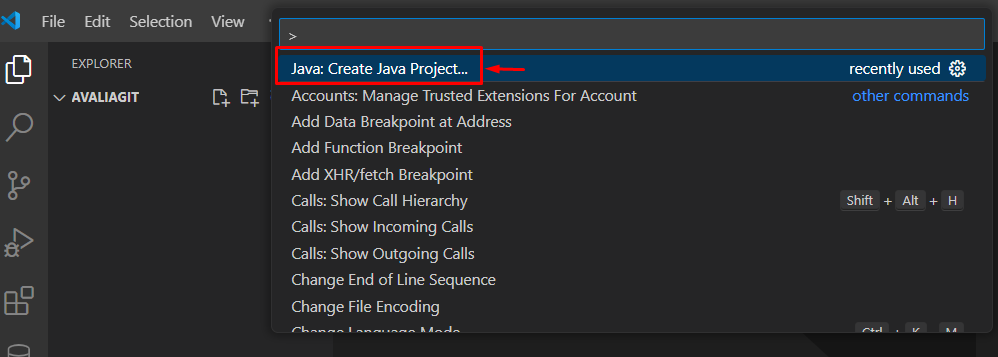 File Edit Selection
>
EXPLORER
Java: Create Java Project... recently used
AVALIAGIT
Accounts: Manage Trusted Extensions For Account other commands
Add Data Breakpoint at Address
Add Function Breakpoint
Add XHR/fetch Breakpoint
Calls: Show Call Hierarchy Shift + Alt + H
Calls: Show Incoming Calls
Calls: Show Outgoing Calls
Change End of Line Sequence
Change File Encoding
Change Language Mode Ctrl + K M